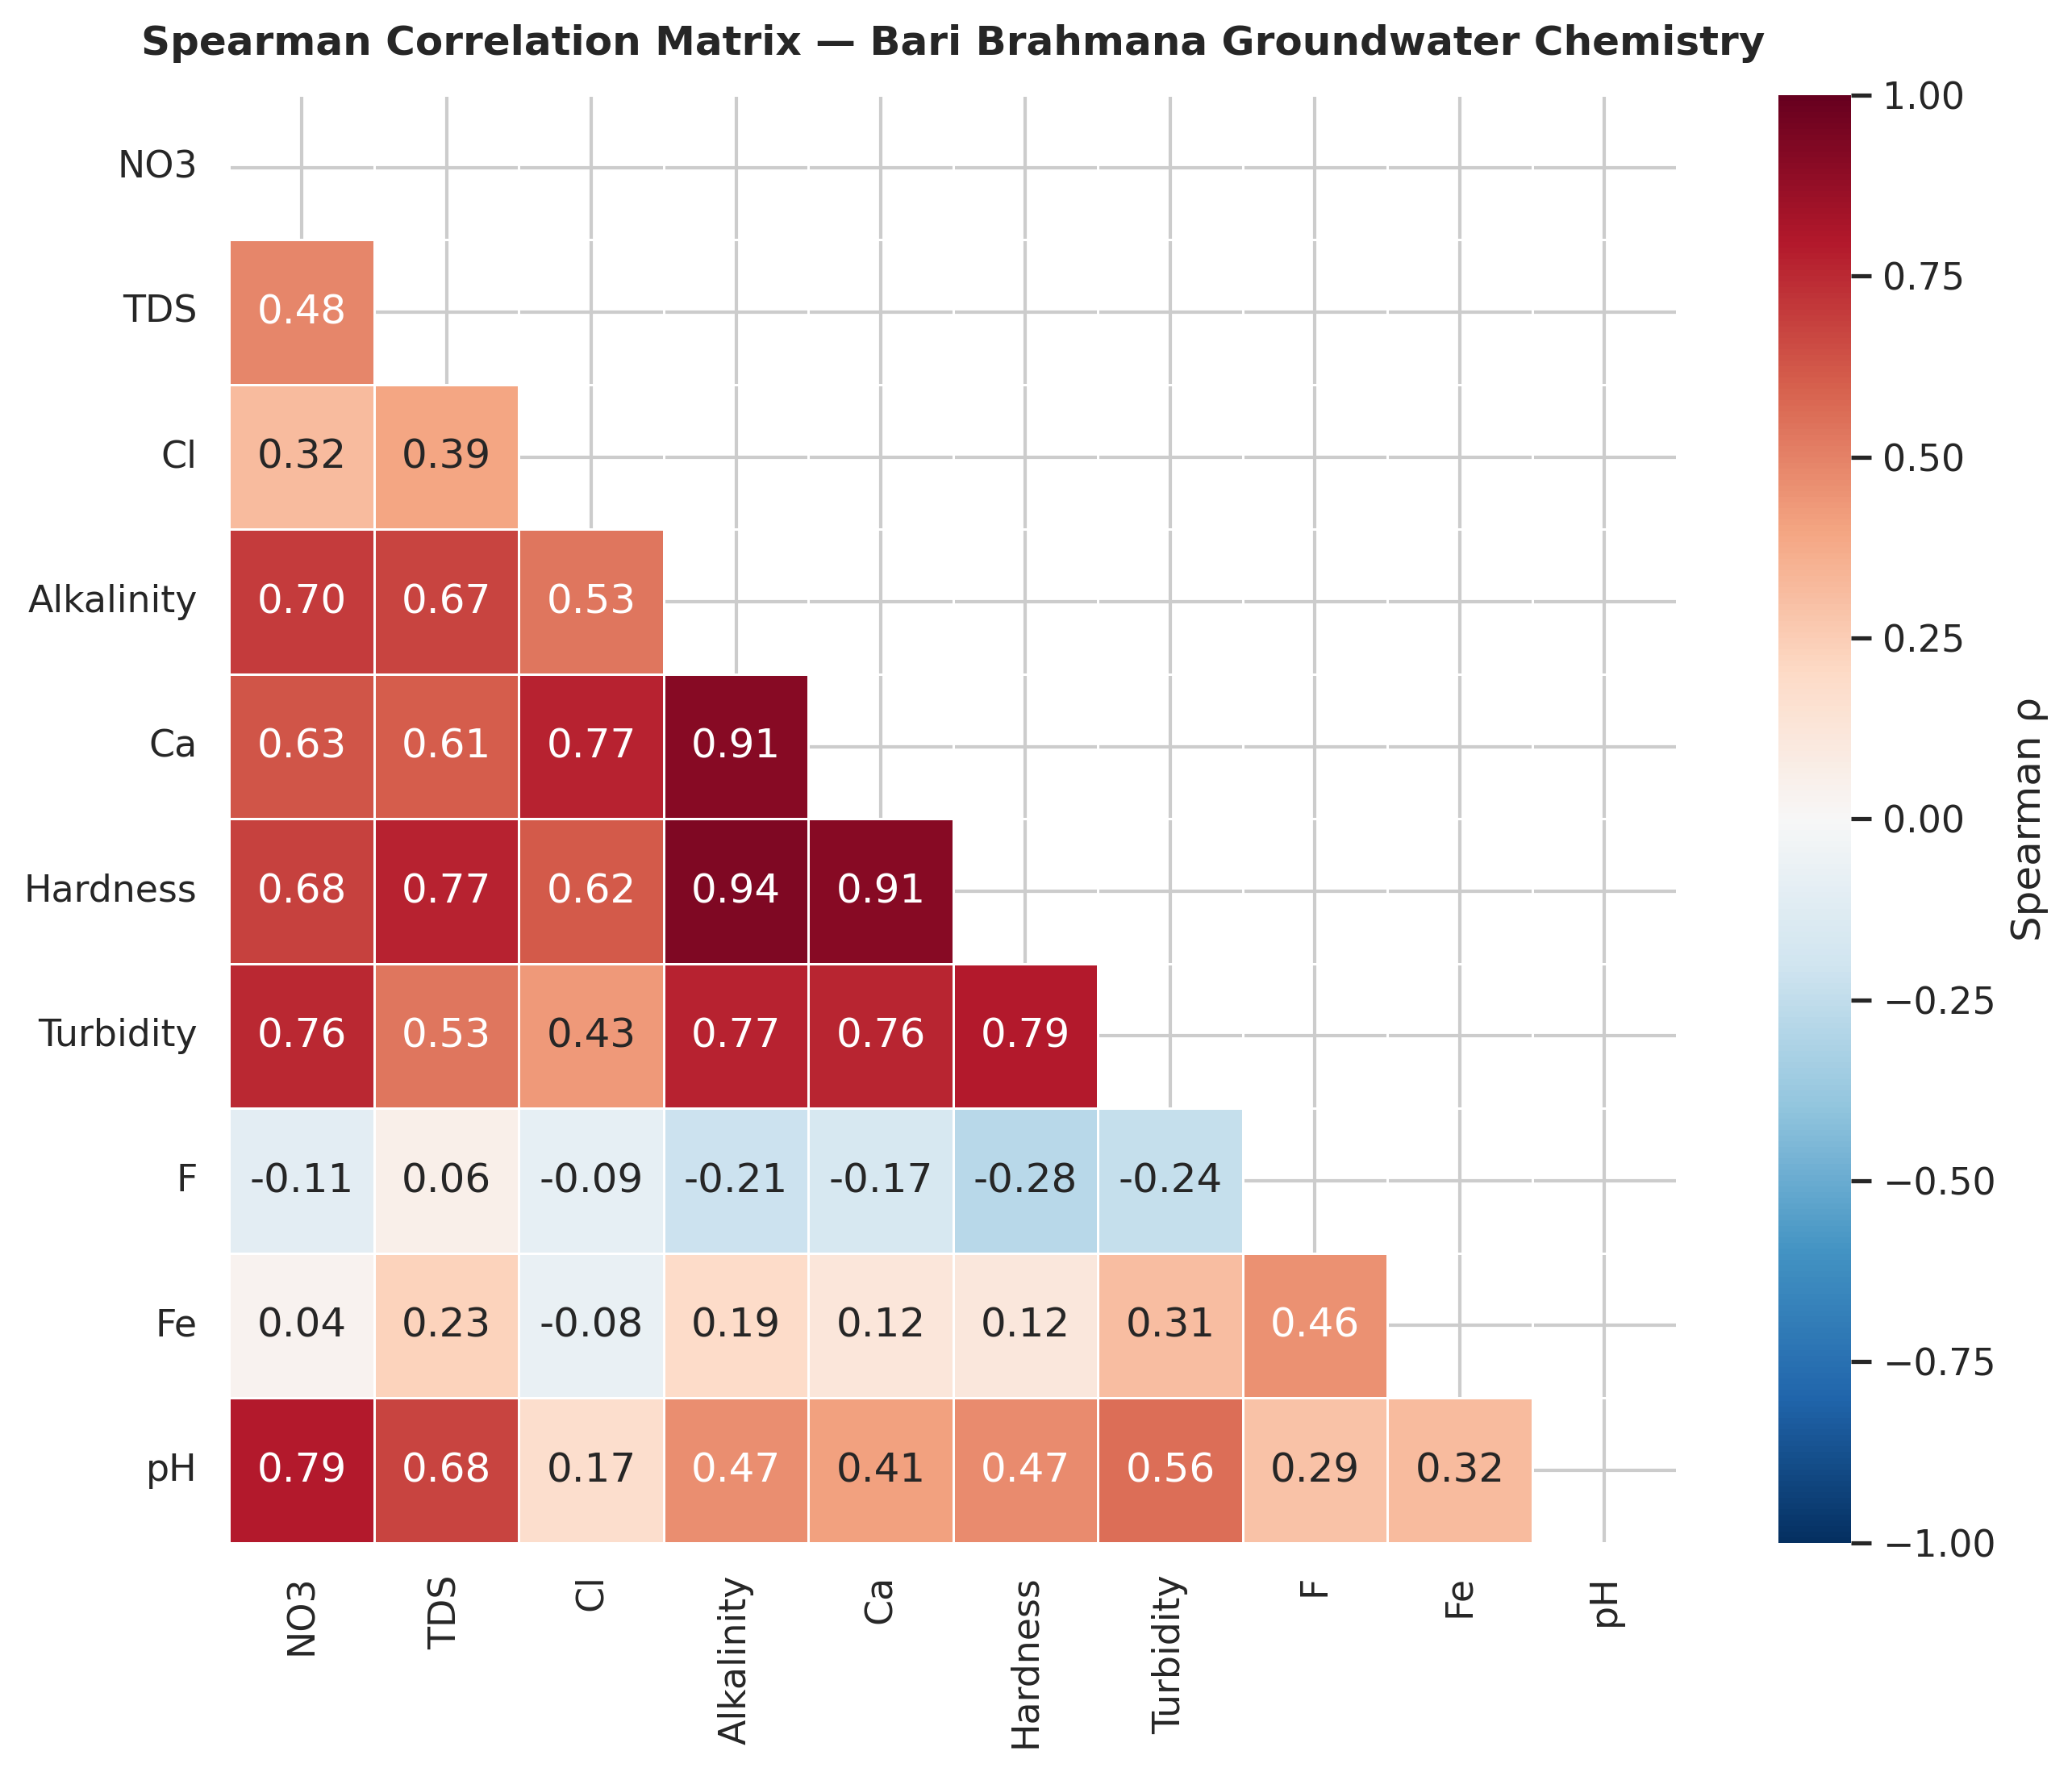 Spearman Correlation Matrix — Bari Brahmana Groundwater Chemistry
NO3
TDS 0.48
Cl 0.32 0.39
Alkalinity 0.70 0.67 0.53
Ca 0.63 0.61 0.77 0.91
Hardness 0.68 0.77 0.62 0.94 0.91
Turbidity 0.76 0.53 0.43 0.77 0.76 0.79
F -0.11 0.06 -0.09 -0.21 -0.17 -0.28 -0.24
Fe 0.04 0.23 -0.08 0.19 0.12 0.12 0.31 0.46
pH 0.79 0.68 0.17 0.47 0.41 0.47 0.56 0.29 0.32
NO3 TDS Cl Alkalinity Ca Hardness Turbidity F Fe pH
1.00
0.75
0.50
0.25
0.00
−0.25
−0.50
−0.75
−1.00
Spearman ρ